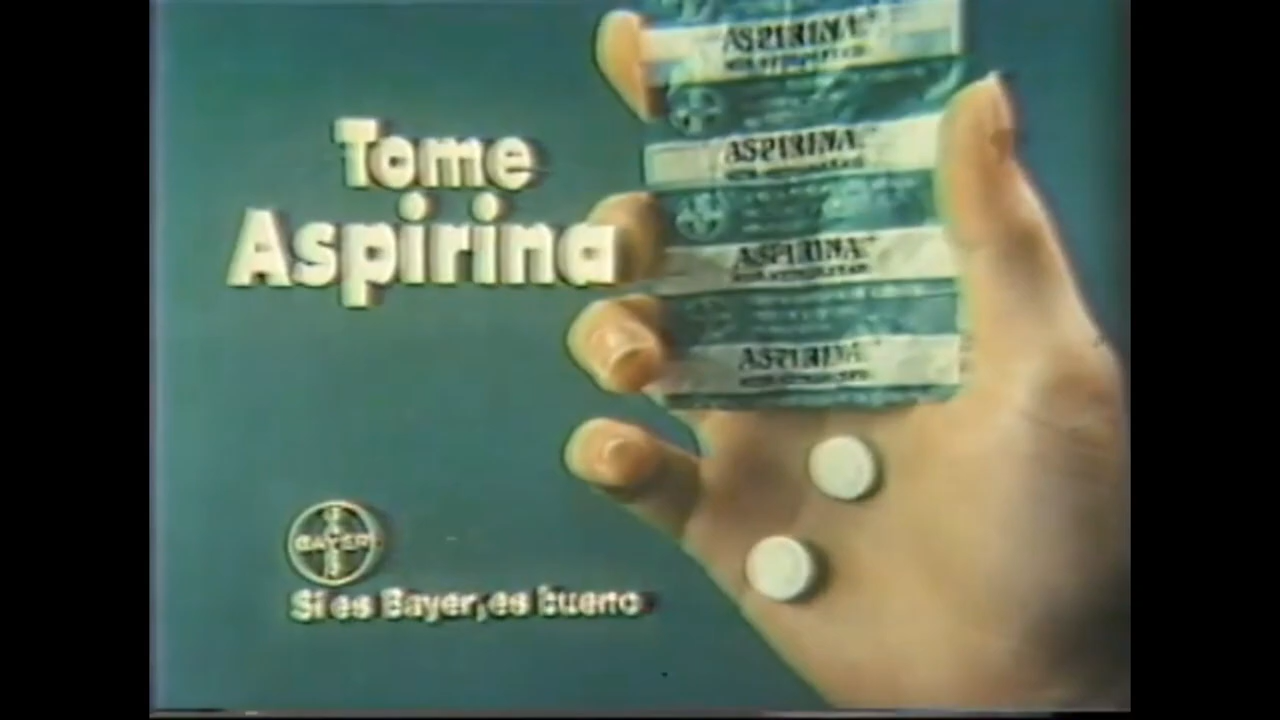 Tome
Aspirina
ASPIRINA
ASPIRINA
ASPIRINA
ASPIRINA
BAYER
Si es Bayer, es bueno